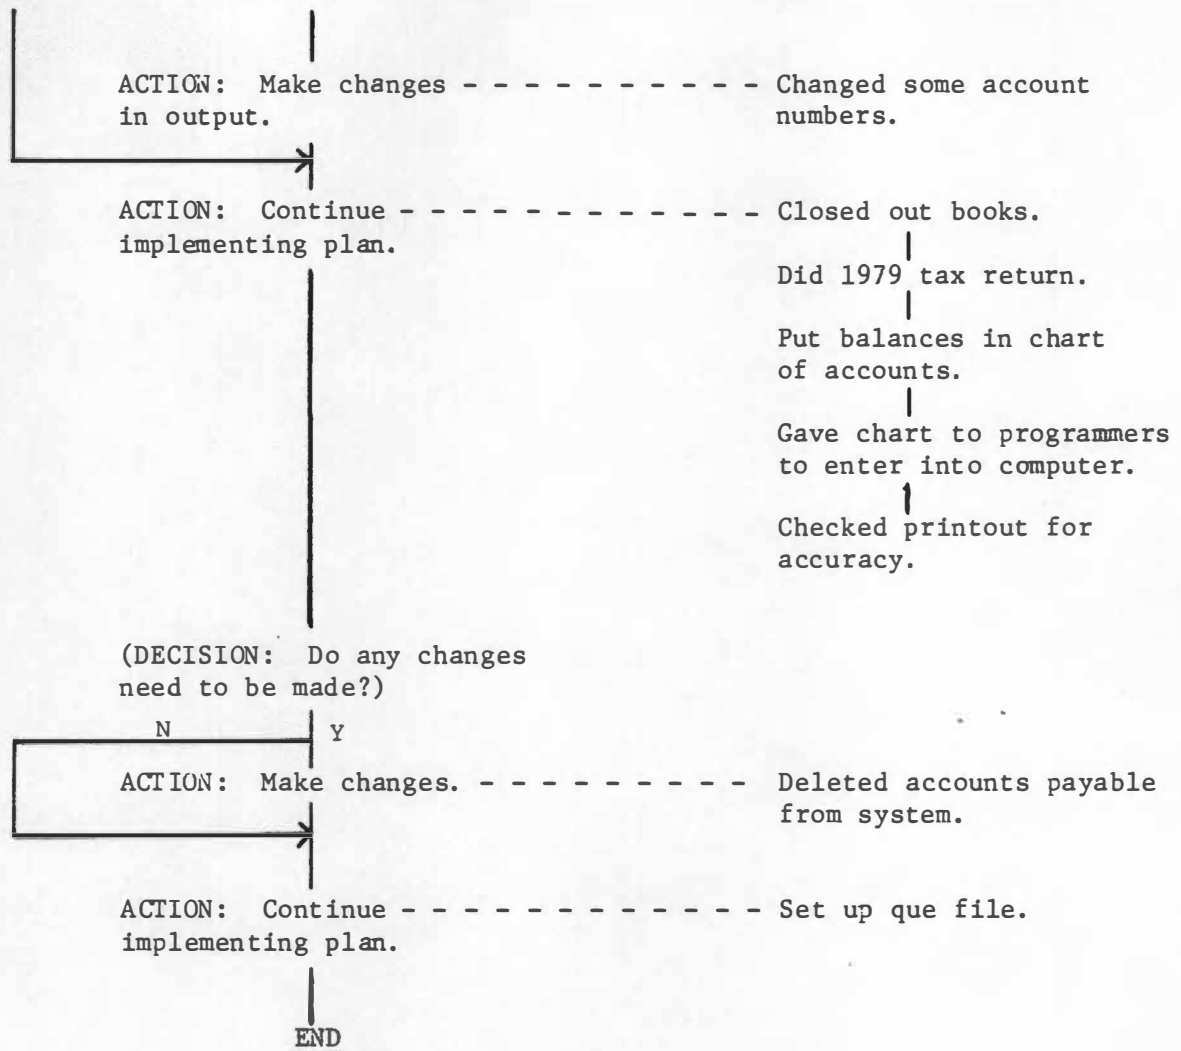 ACTION: Make changes - - - - - - - - - - Changed some account
in output. numbers.
ACTION: Continue - - - - - - - - - - - - Closed out books.
implementing plan.
Did 1979 tax return.
Put balances in chart
of accounts.
Gave chart to programmers
to enter into computer.
Checked printout for
accuracy.
(DECISION: Do any changes
need to be made?)
N Y
ACTION: Make changes. - - - - - - - - - Deleted accounts payable
from system.
ACTION: Continue - - - - - - - - - - - - Set up que file.
implementing plan.
END